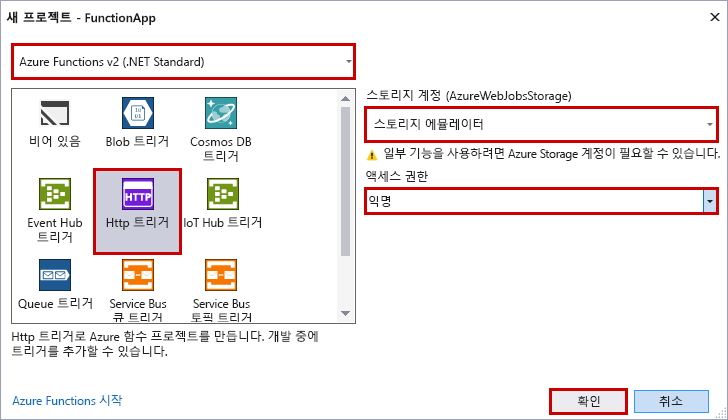 새 프로젝트 - FunctionApp
Azure Functions v2 (.NET Standard)
비어 있음
Blob 트리거
Cosmos DB
트리거
Event Hub
트리거
HTTP
Http 트리거
IoT Hub 트리거
Queue 트리거
Service Bus
큐 트리거
Service Bus
토픽 트리거
Http 트리거로 Azure 함수 프로젝트를 만듭니다. 개발 중에
트리거를 추가할 수 있습니다.
스토리지 계정 (AzureWebJobsStorage)
스토리지 에뮬레이터
일부 기능을 사용하려면 Azure Storage 계정이 필요할 수 있습니다.
액세스 권한
익명
Azure Functions 시작
확인
취소